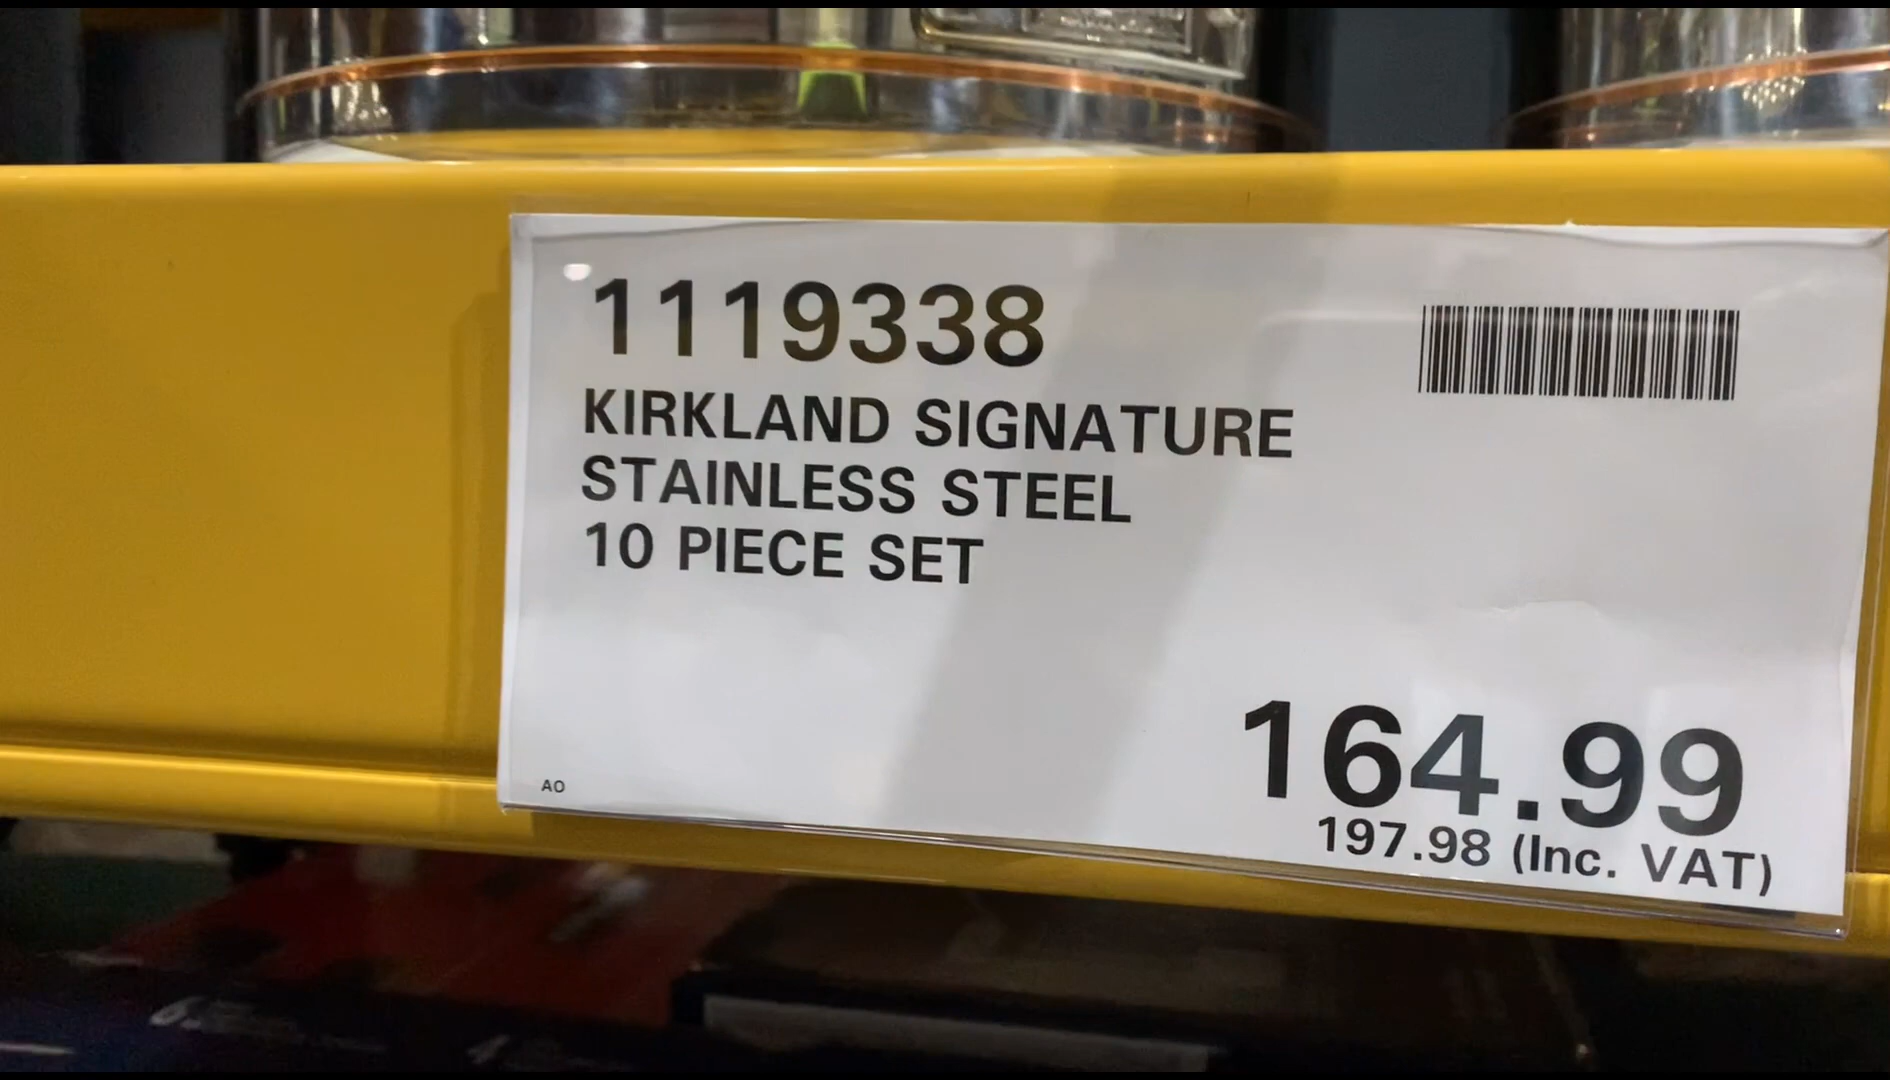 1119338
KIRKLAND SIGNATURE
STAINLESS STEEL
10 PIECE SET
164.99
197.98 (Inc. VAT)
AO